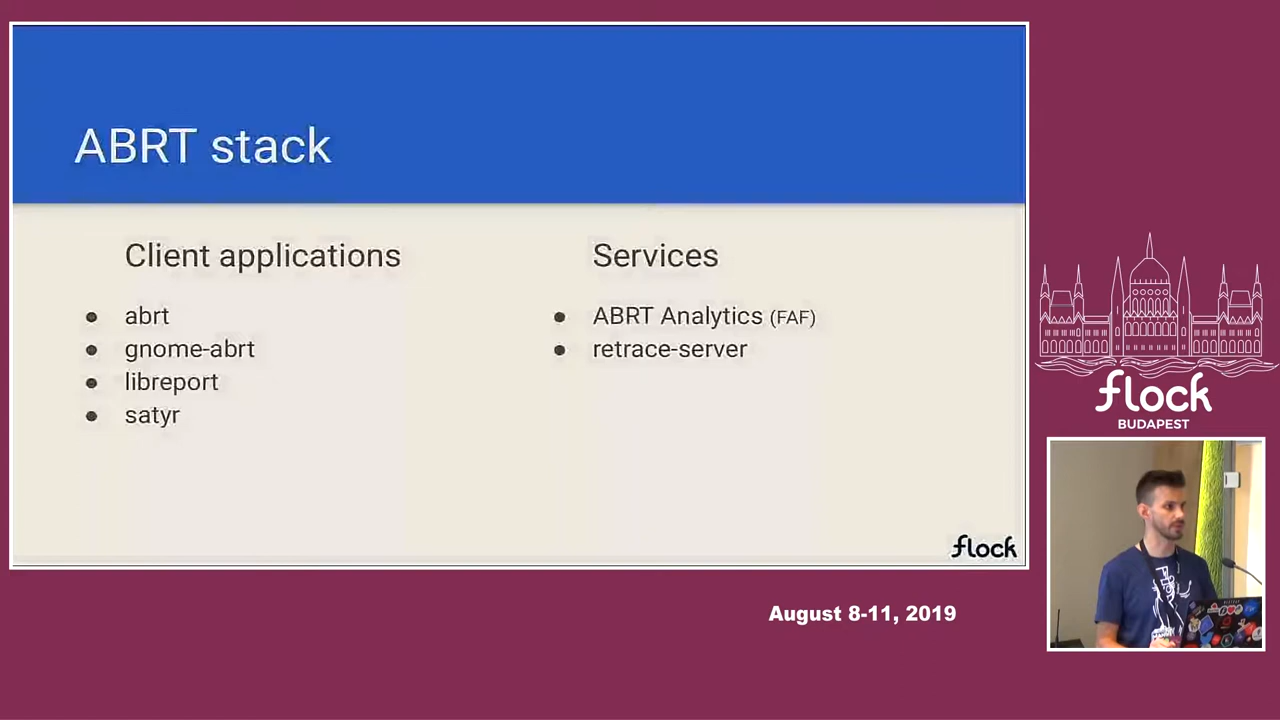 ABRT stack
Client applications
abrt
gnome-abrt
libreport
satyr
Services
ABRT Analytics (FAF)
retrace-server
flock
flock
BUDAPEST
August 8-11, 2019